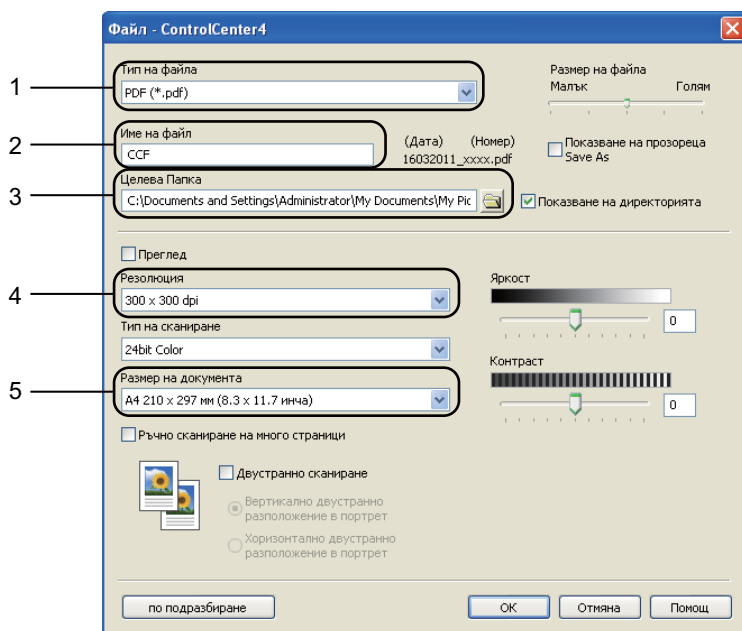 Файл - ControlCenter4
1
Тип на файла
PDF (*.pdf)
Размер на файла
Малък Голям
2
Име на файл
CCF
(Дата) (Номер)
16032011_xxxx.pdf
Показване на прозореца
Save As
3
Целева Папка
C:\Documents and Settings\Administrator\My Documents\My Pic
Показване на директорията
Преглед
4
Резолюция
300 x 300 dpi
Яркост
0
Тип на сканиране
24bit Color
Контраст
0
5
Размер на документа
A4 210 x 297 мм (8.3 x 11.7 инча)
Ръчно сканиране на много страници
Двустранно сканиране
Вертикално двустранно
разположение в портрет
Хоризонтално двустранно
разположение в портрет
по подразбиране
OK
Отмяна
Помощ